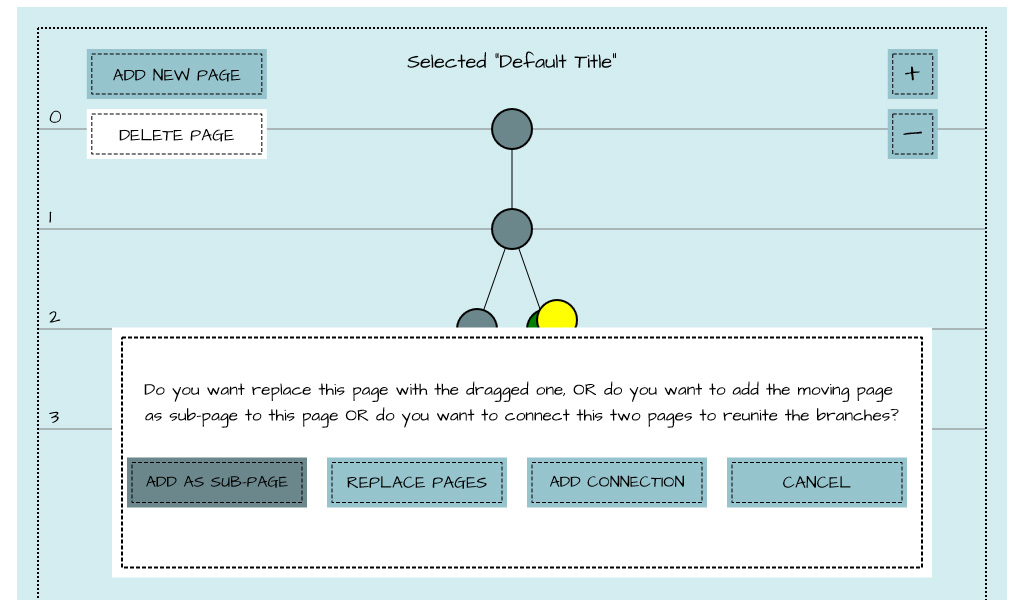 Selected "Default Title"
ADD NEW PAGE
+
0
DELETE PAGE
–
1
2
3
Do you want replace this page with the dragged one, OR do you want to add the moving page
as sub-page to this page OR do you want to connect this two pages to reunite the branches?
ADD AS SUB-PAGE
REPLACE PAGES
ADD CONNECTION
CANCEL